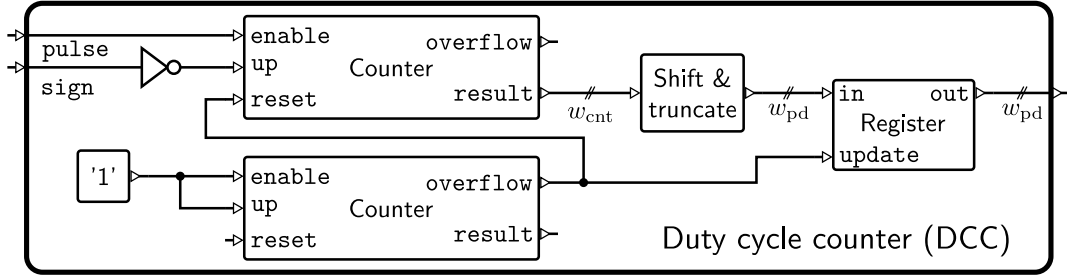 pulse
sign
enable
up
reset
Counter
overflow
result
w_cnt
Shift &
truncate
w_pd
in
out
Register
update
w_pd
'1'
enable
up
reset
Counter
overflow
result
Duty cycle counter (DCC)